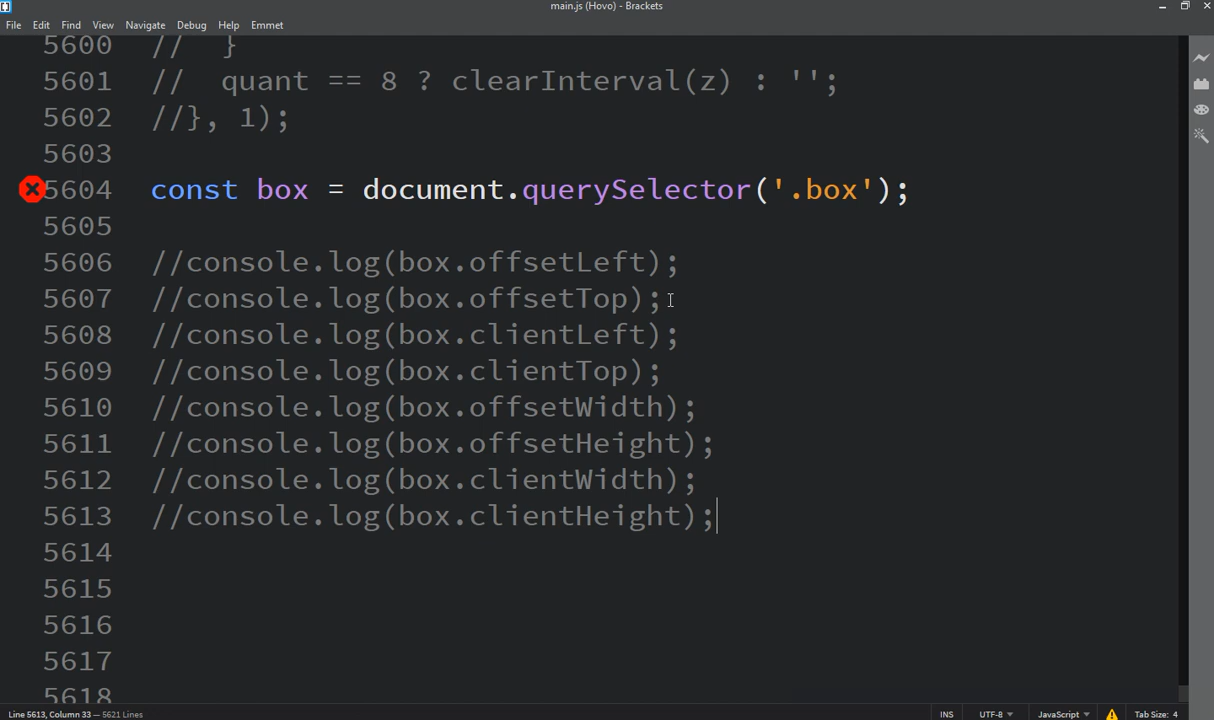 main.js (Hovo) - Brackets
File Edit Find View Navigate Debug Help Emmet
5600 // }
5601 // quant == 8 ? clearInterval(z) : '';
5602 //}, 1);
5603
5604 const box = document.querySelector('.box');
5605
5606 //console.log(box.offsetLeft);
5607 //console.log(box.offsetTop);
5608 //console.log(box.clientLeft);
5609 //console.log(box.clientTop);
5610 //console.log(box.offsetWidth);
5611 //console.log(box.offsetHeight);
5612 //console.log(box.clientWidth);
5613 //console.log(box.clientHeight);
5614
5615
5616
5617
5618
Line 5613, Column 33 — 5621 Lines INS UTF-8 JavaScript Tab Size: 4